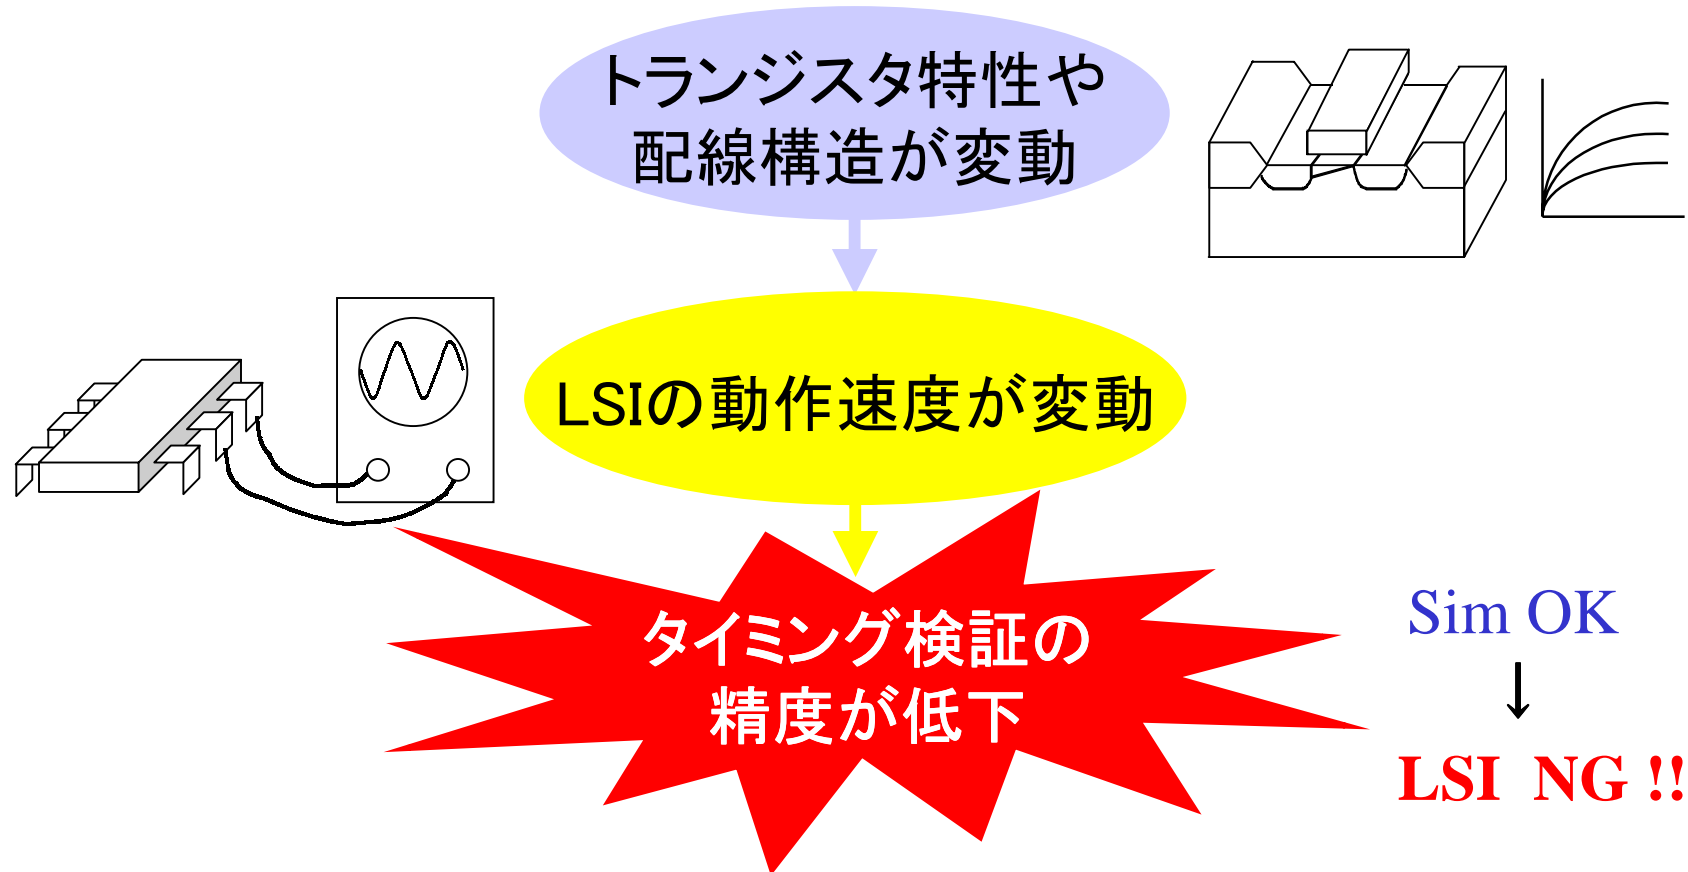 トランジスタ特性や
配線構造が変動
LSIの動作速度が変動
タイミング検証の
精度が低下
Sim OK
↓
LSI NG !!